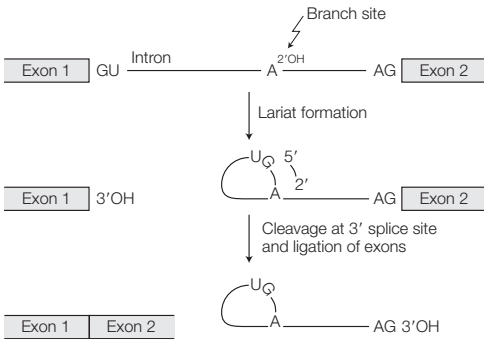 Branch site
Exon 1 GU Intron A 2′OH AG Exon 2
Lariat formation
UG 5′
2′
Exon 1 3′OH A AG Exon 2
Cleavage at 3′ splice site
and ligation of exons
UG
Exon 1 Exon 2 A AG 3′OH